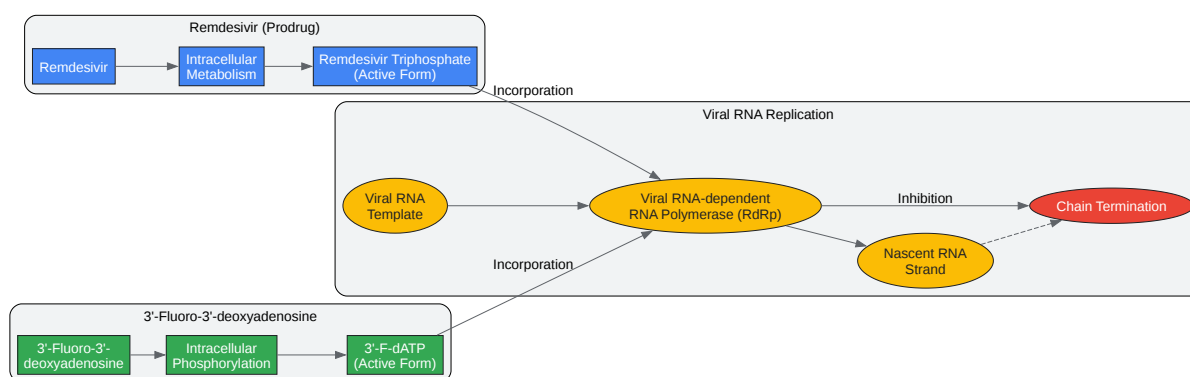 Remdesivir (Prodrug)
Remdesivir
Intracellular
Metabolism
Remdesivir Triphosphate
(Active Form)
Incorporation
Viral RNA Replication
Viral RNA
Template
Viral RNA-dependent
RNA Polymerase (RdRp)
Inhibition
Chain Termination
Nascent RNA
Strand
Incorporation
3'-Fluoro-3'-deoxyadenosine
3'-Fluoro-3'-
deoxyadenosine
Intracellular
Phosphorylation
3'-F-dATP
(Active Form)